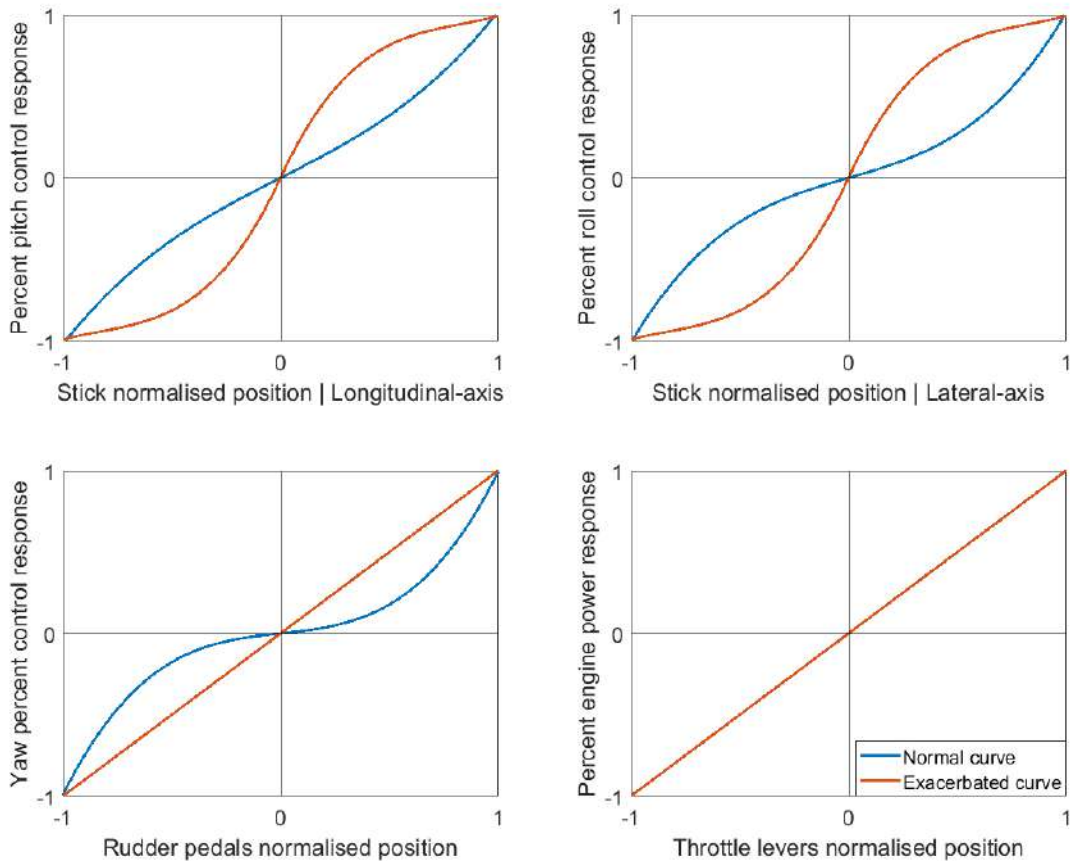 Percent pitch control response
1
0
-1
-1
0
1
Stick normalised position | Longitudinal-axis
Percent roll control response
1
0
-1
-1
0
1
Stick normalised position | Lateral-axis
Yaw percent control response
1
0
-1
-1
0
1
Rudder pedals normalised position
Percent engine power response
1
0
-1
-1
0
1
Throttle levers normalised position
Normal curve
Exacerbated curve